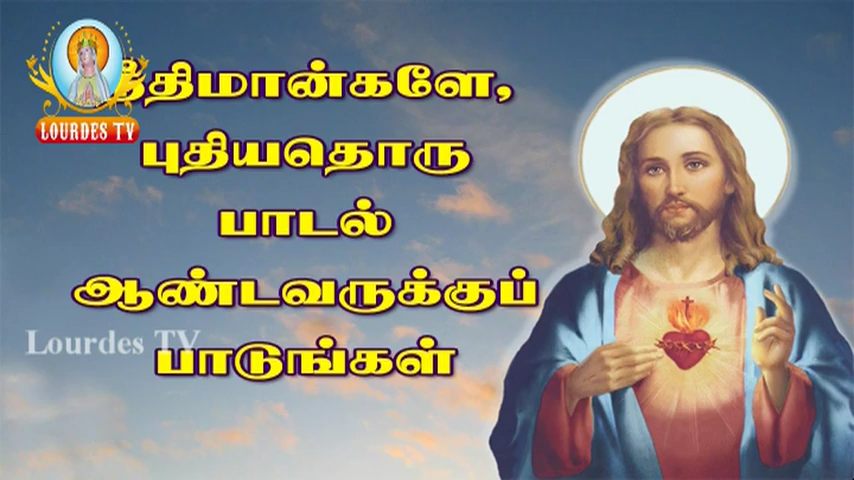 LOURDES TV
நீதிமான்களே,
புதியதொரு
பாடல்
ஆண்டவருக்குப்
Lourdes TV
பாடுங்கள்